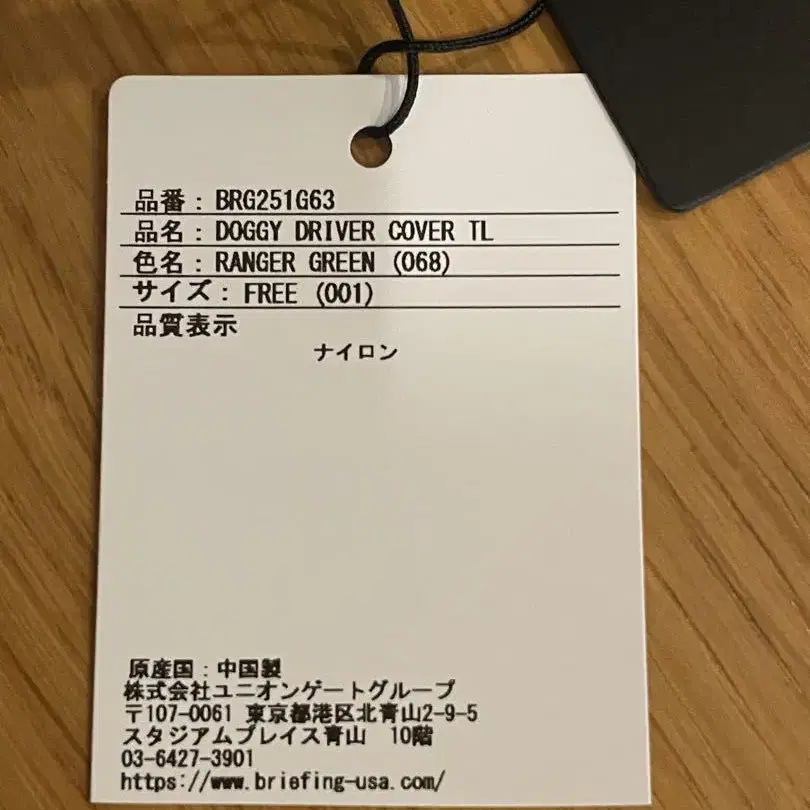 品番：BRG251G63
品名：DOGGY DRIVER COVER TL
色名：RANGER GREEN (068)
サイズ：FREE (001)
品質表示
ナイロン
原産国：中国製
株式会社ユニオンゲートグループ
〒107-0061 東京都港区北青山2-9-5
スタジアムプレイス青山　10階
03-6427-3901
https://www.briefing-usa.com/